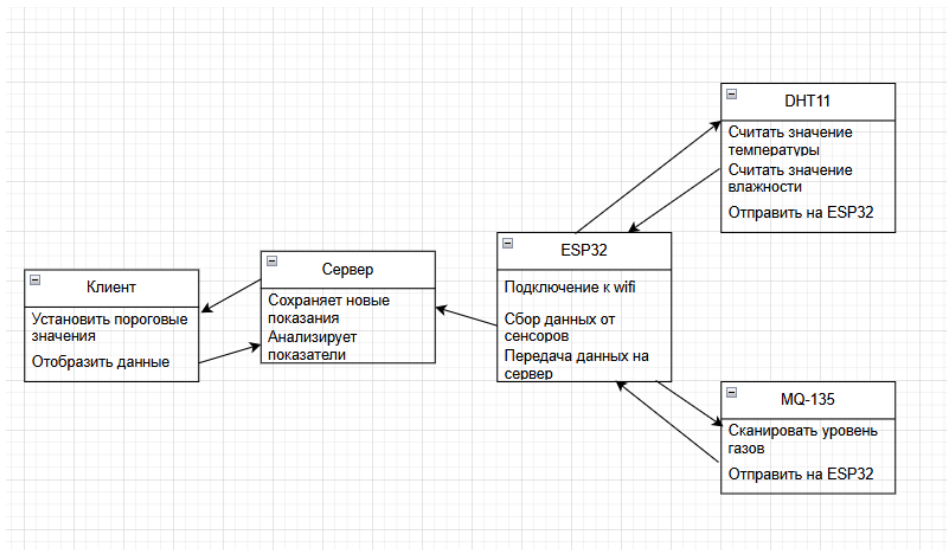 Клиент
Установить пороговые
значения
Отобразить данные
Сервер
Сохраняет новые
показания
Анализирует
показатели
ESP32
Подключение к wifi
Сбор данных от
сенсоров
Передача данных на
сервер
DHT11
Считать значение
температуры
Считать значение
влажности
Отправить на ESP32
MQ-135
Сканировать уровень
газов
Отправить на ESP32